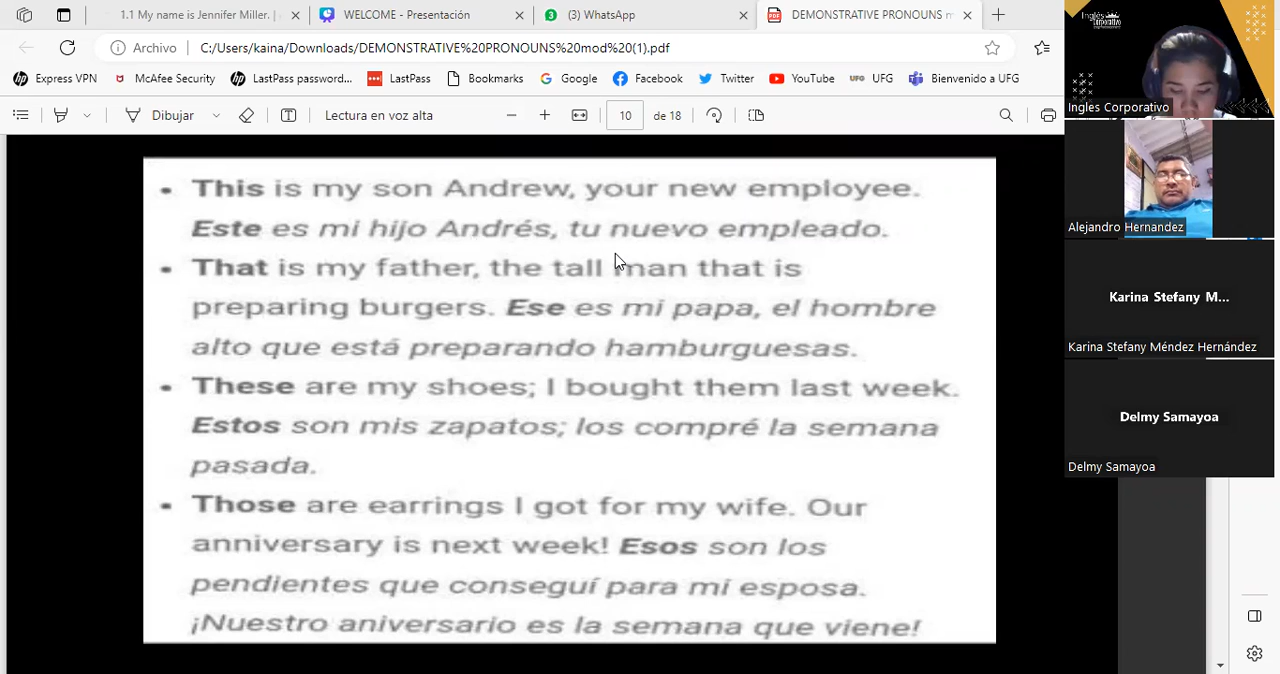 1.1 My name is Jennifer Miller. |
WELCOME - Presentación
(3) WhatsApp
DEMONSTRATIVE PRONOUNS m
Archivo
C:/Users/kaina/Downloads/DEMONSTRATIVE%20PRONOUNS%20mod%20(1).pdf
Express VPN
McAfee Security
LastPass password...
LastPass
Bookmarks
Google
Facebook
Twitter
YouTube
UFG
Bienvenido a UFG
Dibujar
Lectura en voz alta
10
de 18
• This is my son Andrew, your new employee.
Este es mi hijo Andrés, tu nuevo empleado.
• That is my father, the tall man that is
preparing burgers. Ese es mi papa, el hombre
alto que está preparando hamburguesas.
• These are my shoes; I bought them last week.
Estos son mis zapatos; los compré la semana
pasada.
• Those are earrings I got for my wife. Our
anniversary is next week! Esos son los
pendientes que conseguí para mi esposa.
¡Nuestro aniversario es la semana que viene!
Inglés
Corporativo
Ingles Corporativo
Alejandro Hernandez
Karina Stefany M...
Karina Stefany Méndez Hernández
Delmy Samayoa
Delmy Samayoa